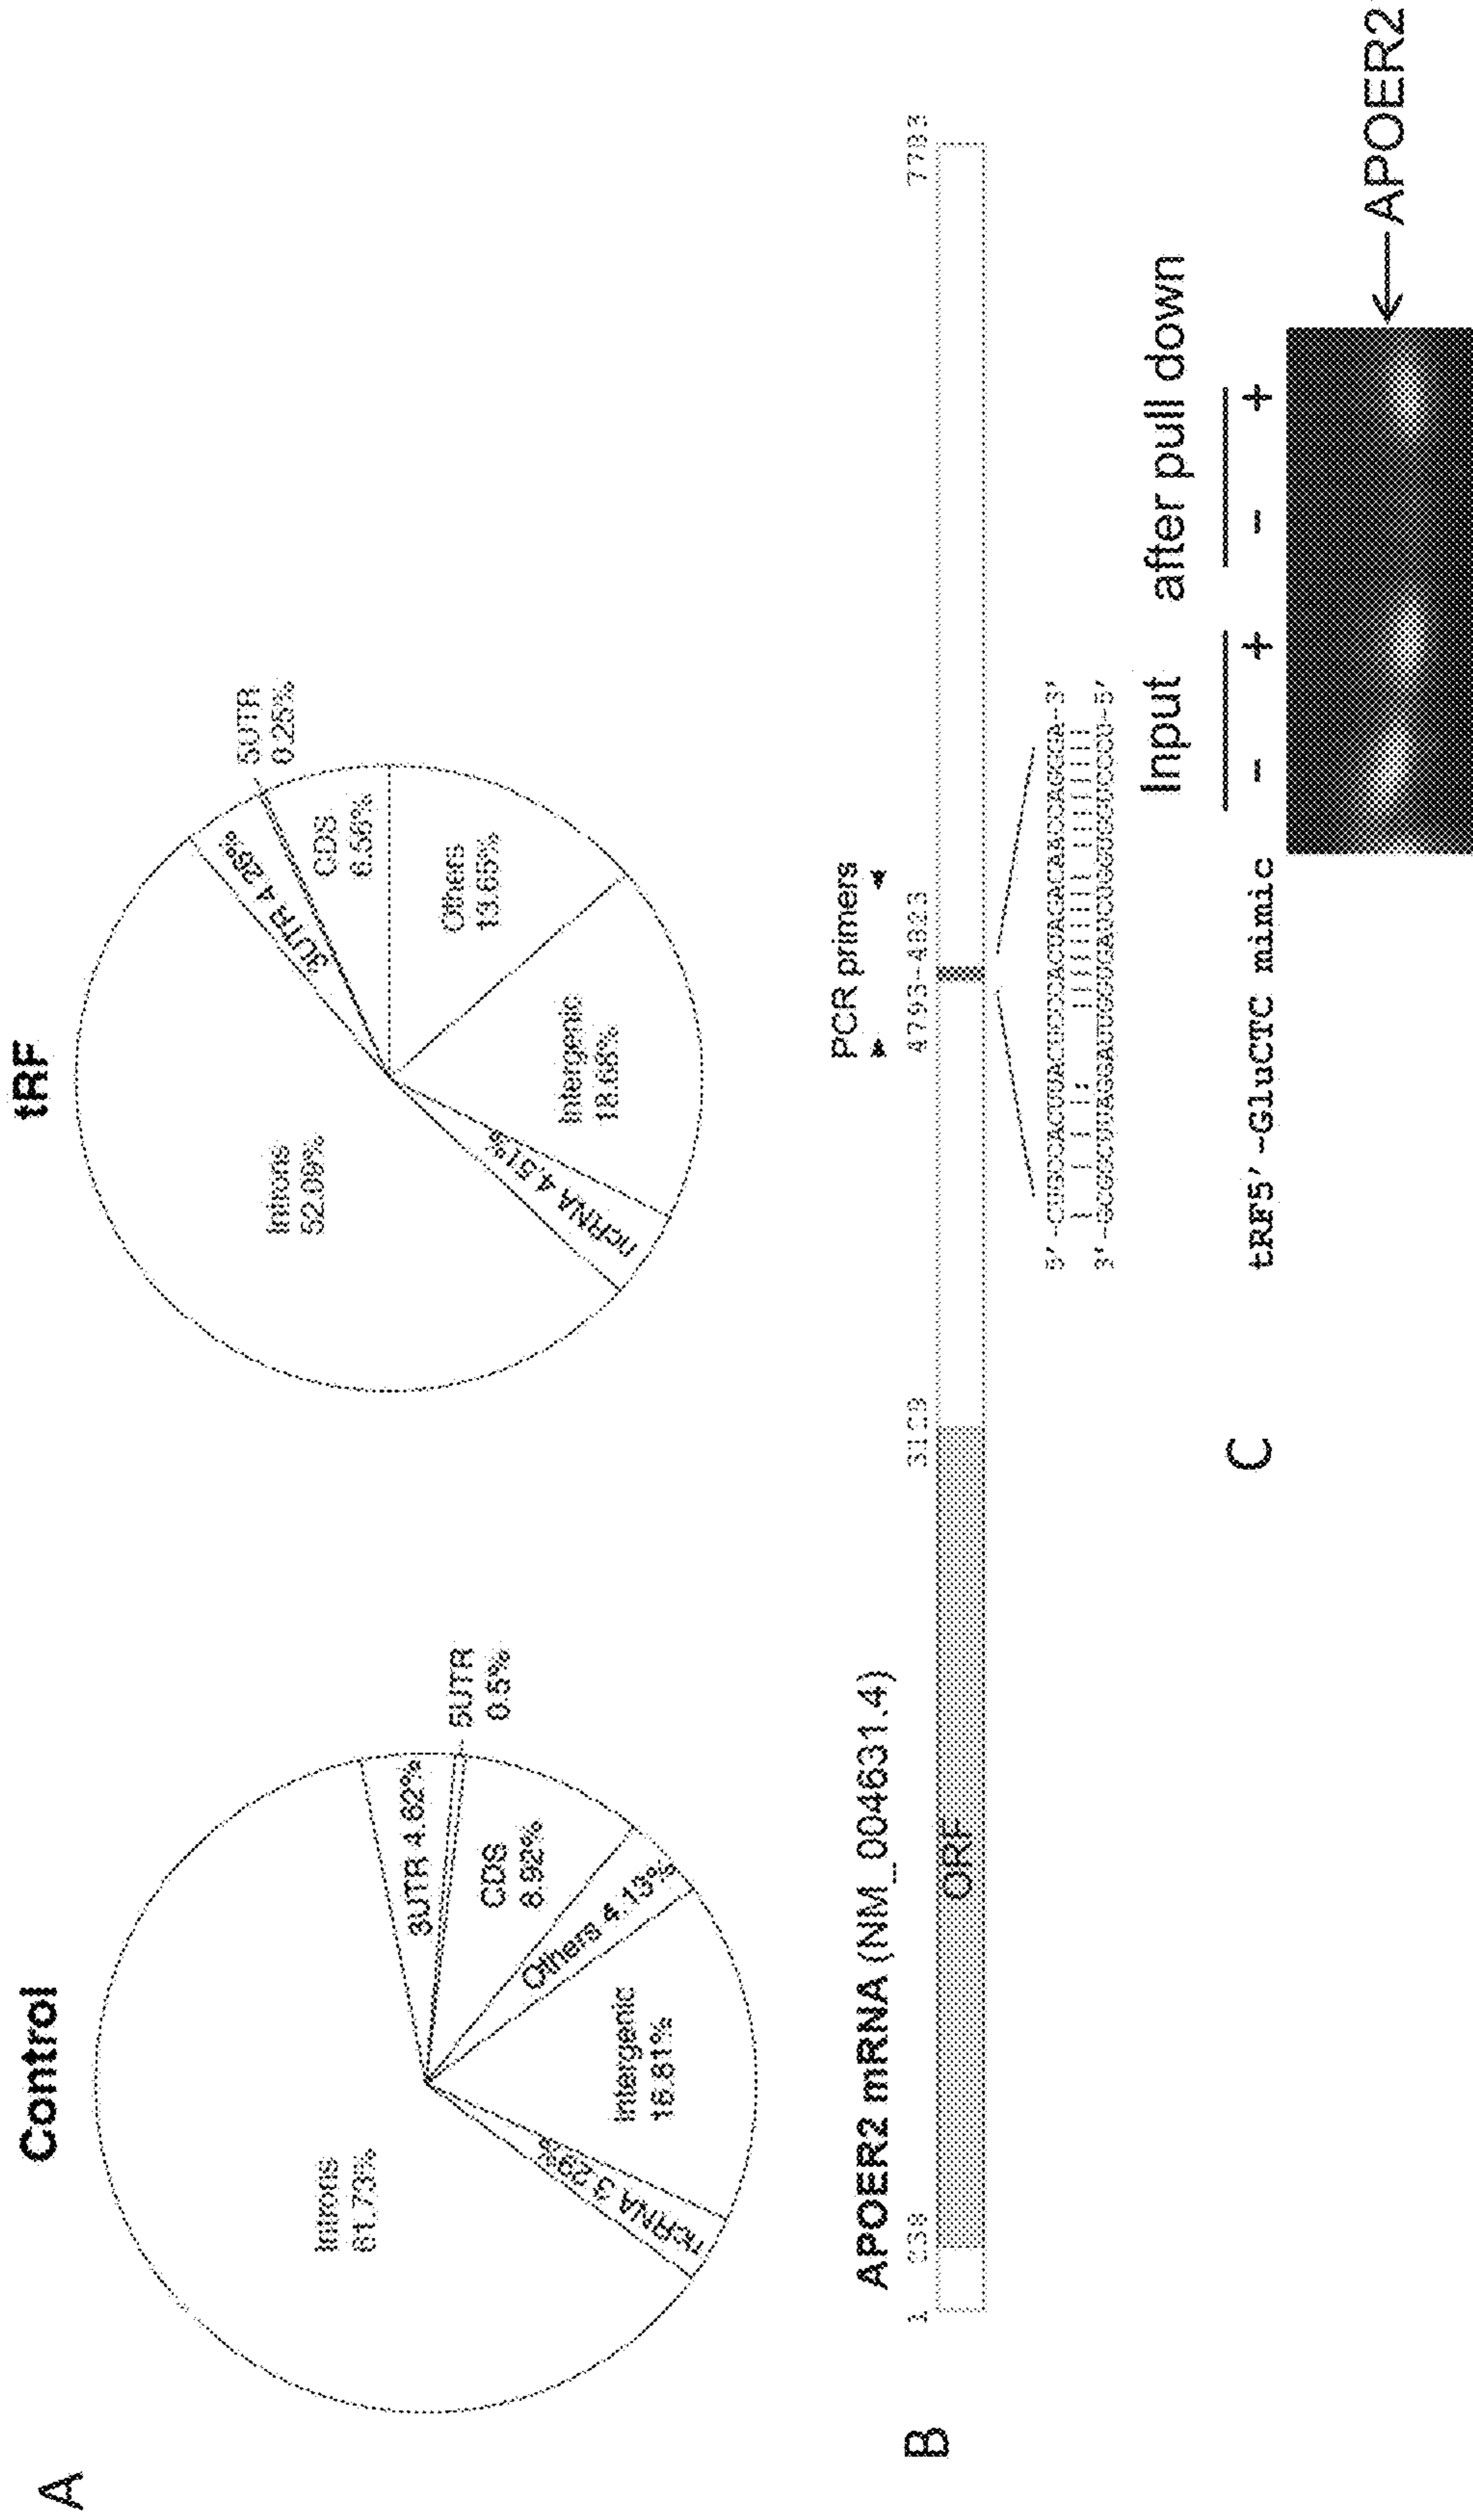 A
Control
Introns
61.73%
3UTR 4.62%
5UTR
0.5%
CDS
8.92%
Others 4.13%
Intergenic
16.81%
ncRNA 3.29%
tRF
Introns
52.09%
3UTR 4.26%
5UTR
0.25%
CDS
6.56%
Others
13.65%
Intergenic
18.68%
ncRNA 4.51%
B
APOER2 mRNA (NM_004631.4)
PCR primers
1
4793-4823
ORF
C
Input
after pull down
tRF5'-GluCTC mimic
- + - +
APOER2